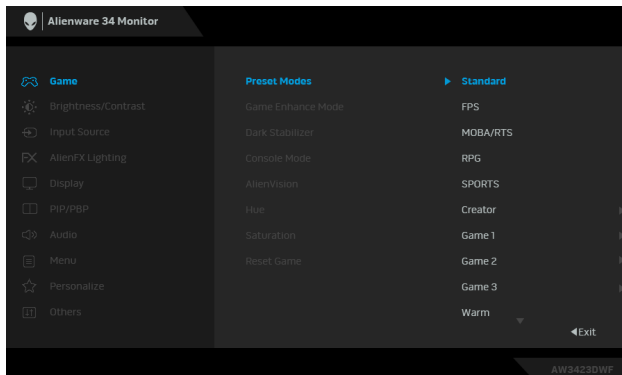 Alienware 34 Monitor
Game Preset Modes Standard
Brightness/Contrast Game Enhance Mode FPS
Input Source Dark Stabilizer MOBA/RTS
AlienFX Lighting Console Mode RPG
Display AlienVision SPORTS
PIP/PBP Hue Creator
Audio Saturation Game 1
Menu Reset Game Game 2
Personalize Game 3
Others Warm
Exit
AW3423DWF